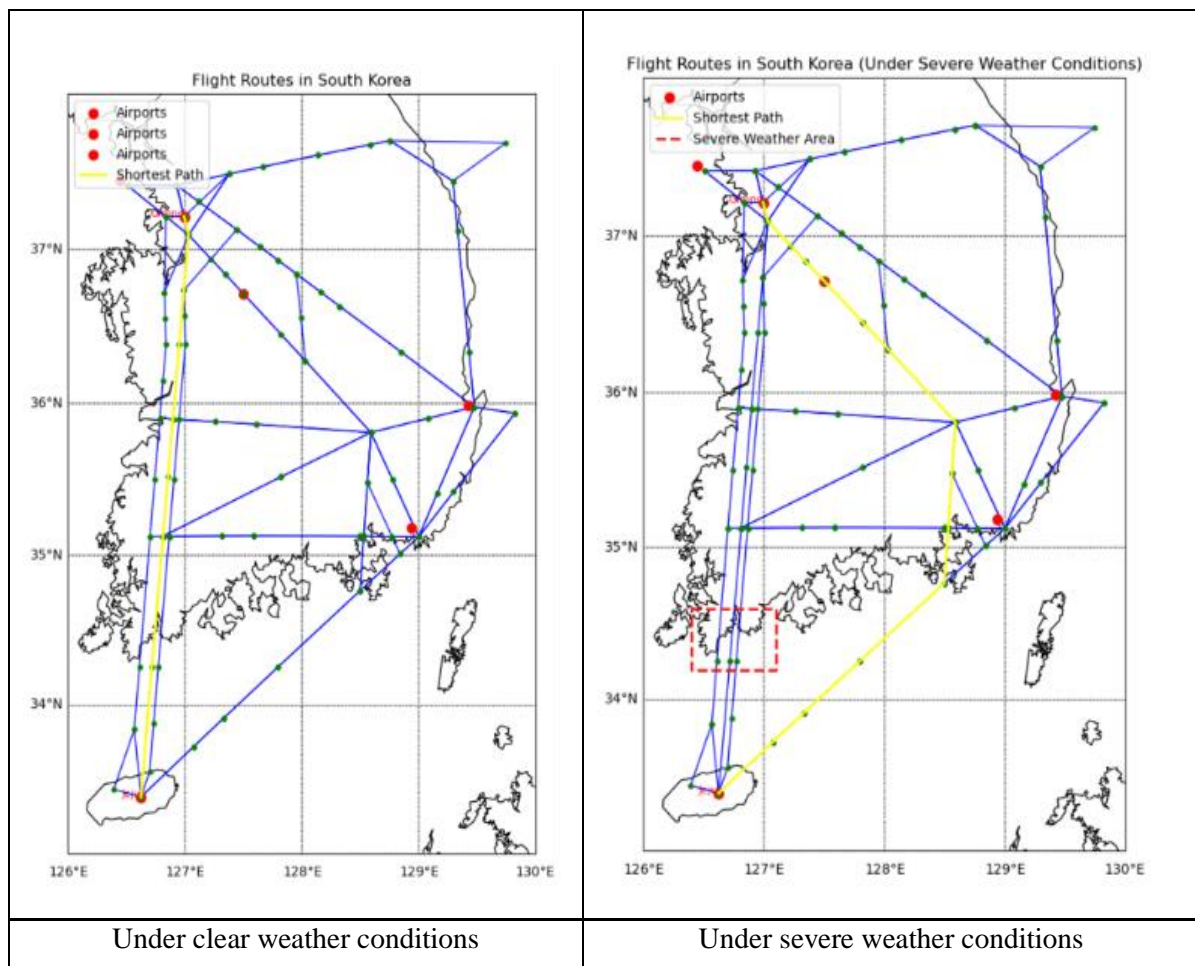 Flight Routes in South Korea
Airports
Airports
Airports
Shortest Path
37°N
36°N
35°N
34°N
126°E
127°E
128°E
129°E
130°E
Under clear weather conditions
Flight Routes in South Korea (Under Severe Weather Conditions)
Airports
Shortest Path
Severe Weather Area
37°N
36°N
35°N
34°N
126°E
127°E
128°E
129°E
130°E
Under severe weather conditions